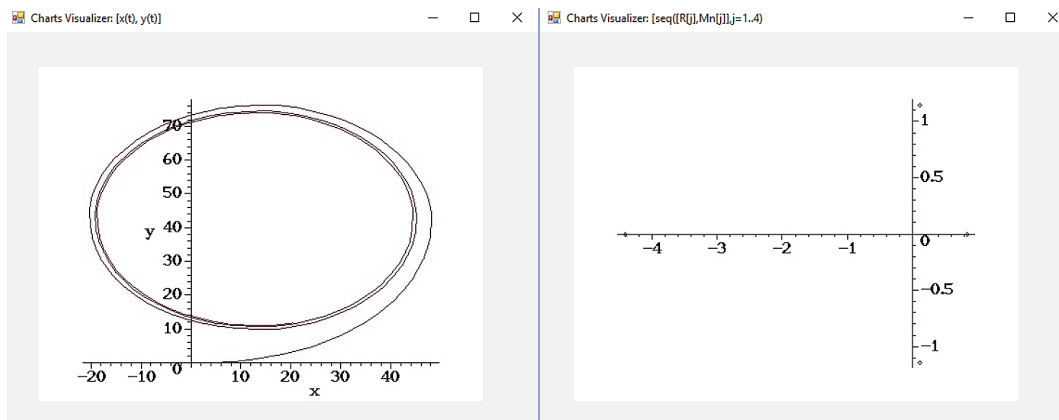 Charts Visualizer: [x(t), y(t)]
70
60
50
y 40
30
20
10
0
−20 −10 10 20 30 40
x
Charts Visualizer: [seq([R[j],Mn[j]],j=1..4)
1
0.5
0
−4 −3 −2 −1
−0.5
−1